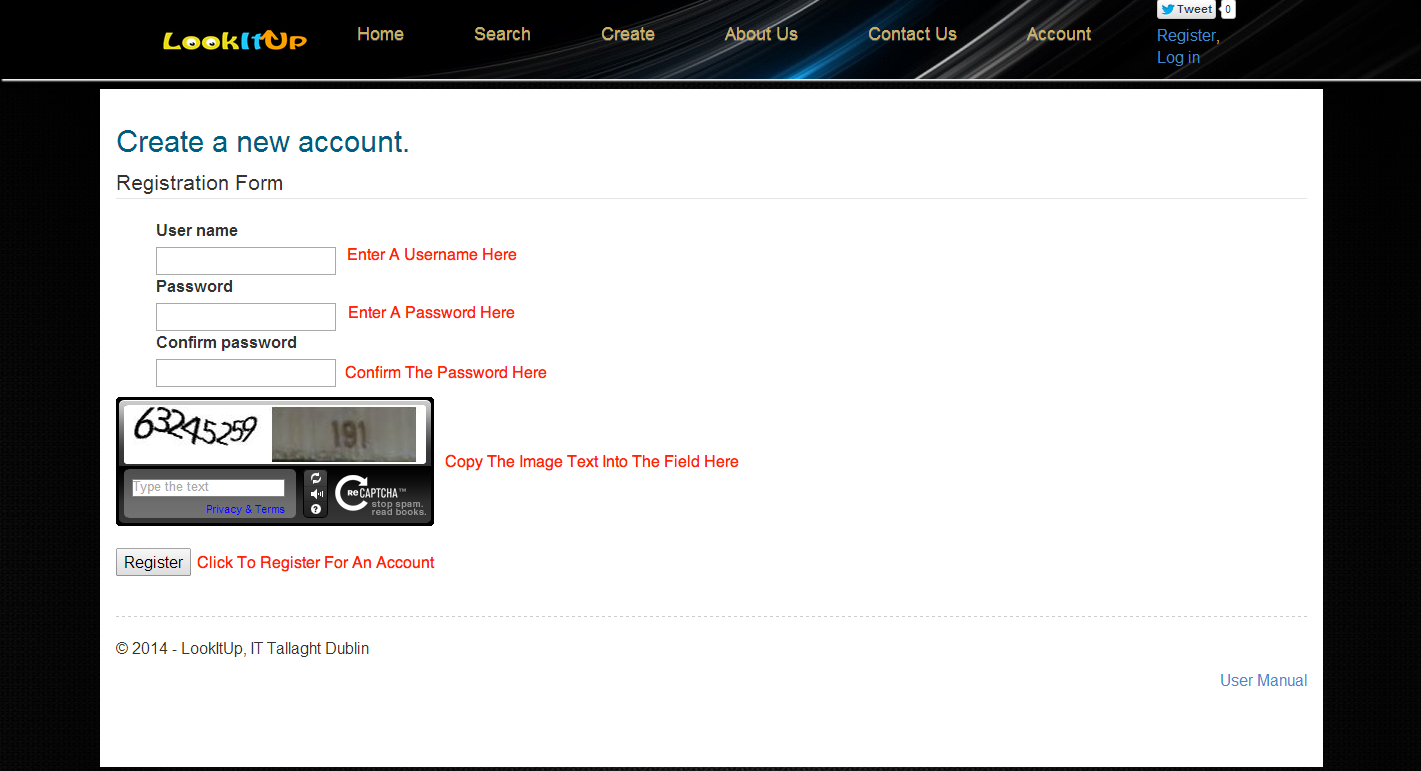 LookItUp
Home
Search
Create
About Us
Contact Us
Account
Tweet
0
Register,
Log in
Create a new account.
Registration Form
User name
Enter A Username Here
Password
Enter A Password Here
Confirm password
Confirm The Password Here
63245259 191
Copy The Image Text Into The Field Here
Type the text
Privacy & Terms
?
reCAPTCHA™
stop spam.
read books.
Register
Click To Register For An Account
© 2014 - LookItUp, IT Tallaght Dublin
User Manual